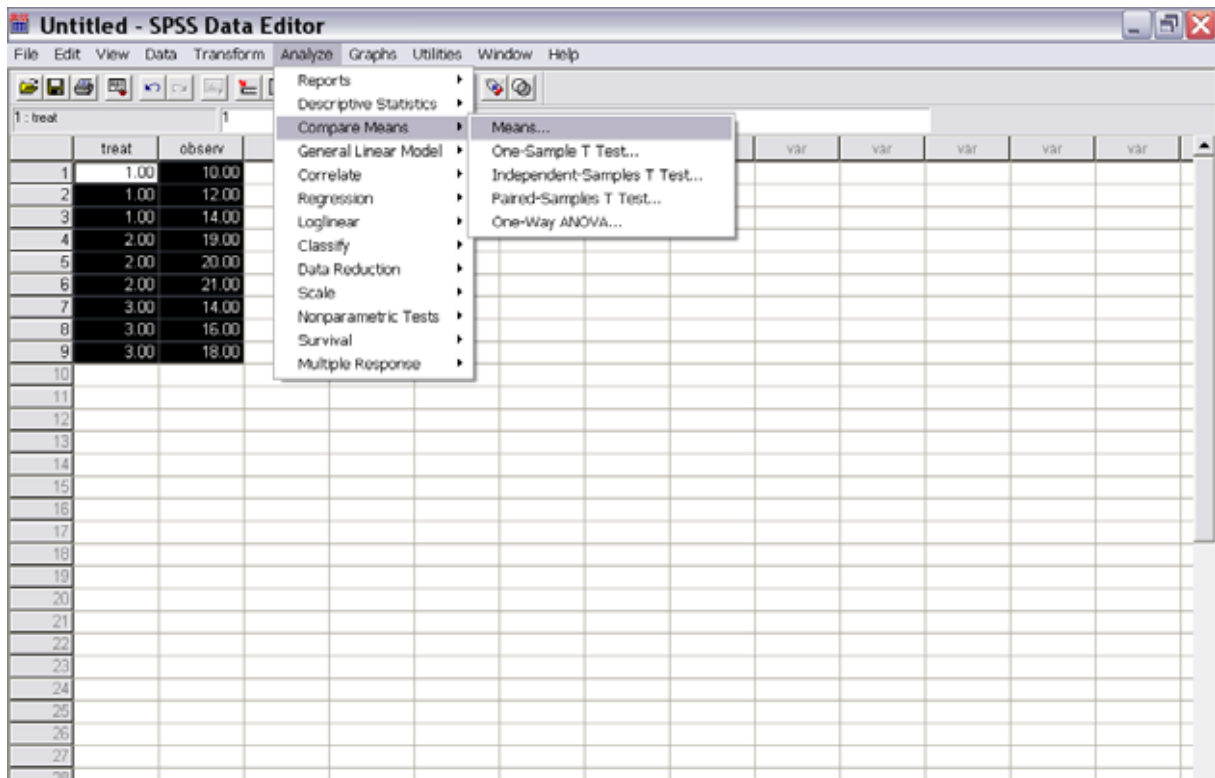 Untitled - SPSS Data Editor
File Edit View Data Transform Analyze Graphs Utilities Window Help
1 : treat 1
treat observ var var var var var
1 1.00 10.00
2 1.00 12.00
3 1.00 14.00
4 2.00 19.00
5 2.00 20.00
6 2.00 21.00
7 3.00 14.00
8 3.00 16.00
9 3.00 18.00
10
11
12
13
14
15
16
17
18
19
20
21
22
23
24
25
26
27
Reports
Descriptive Statistics
Compare Means
General Linear Model
Correlate
Regression
Loglinear
Classify
Data Reduction
Scale
Nonparametric Tests
Survival
Multiple Response
Means...
One-Sample T Test...
Independent-Samples T Test...
Paired-Samples T Test...
One-Way ANOVA...